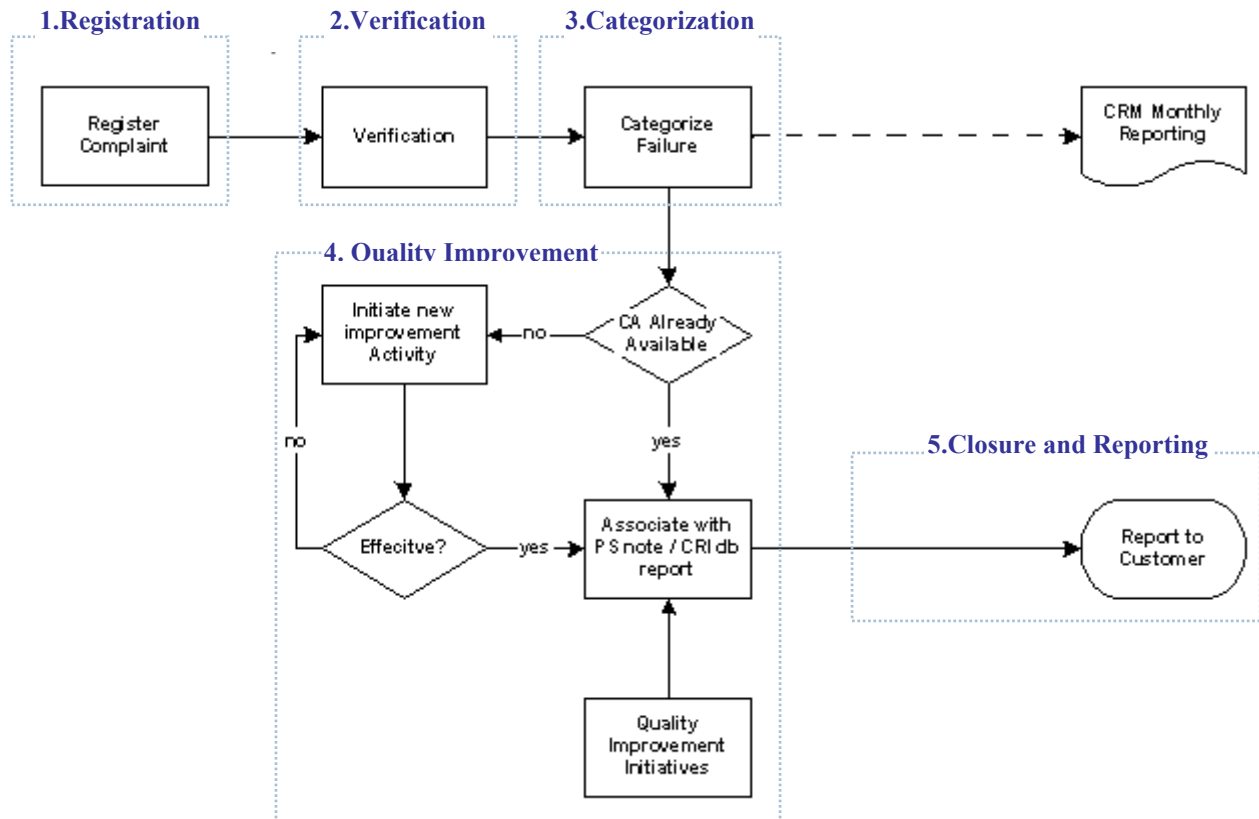 1.Registration
2.Verification
3.Categorization
Register
Complaint
Verification
Categorize
Failure
CRM Monthly
Reporting
4. Quality Improvement
Initiate new
improvement
Activity
no
CA Already
Available
no
yes
5.Closure and Reporting
Effecitve?
yes
Associate with
PS note / CRI db
report
Report to
Customer
Quality
Improvement
Initiatives